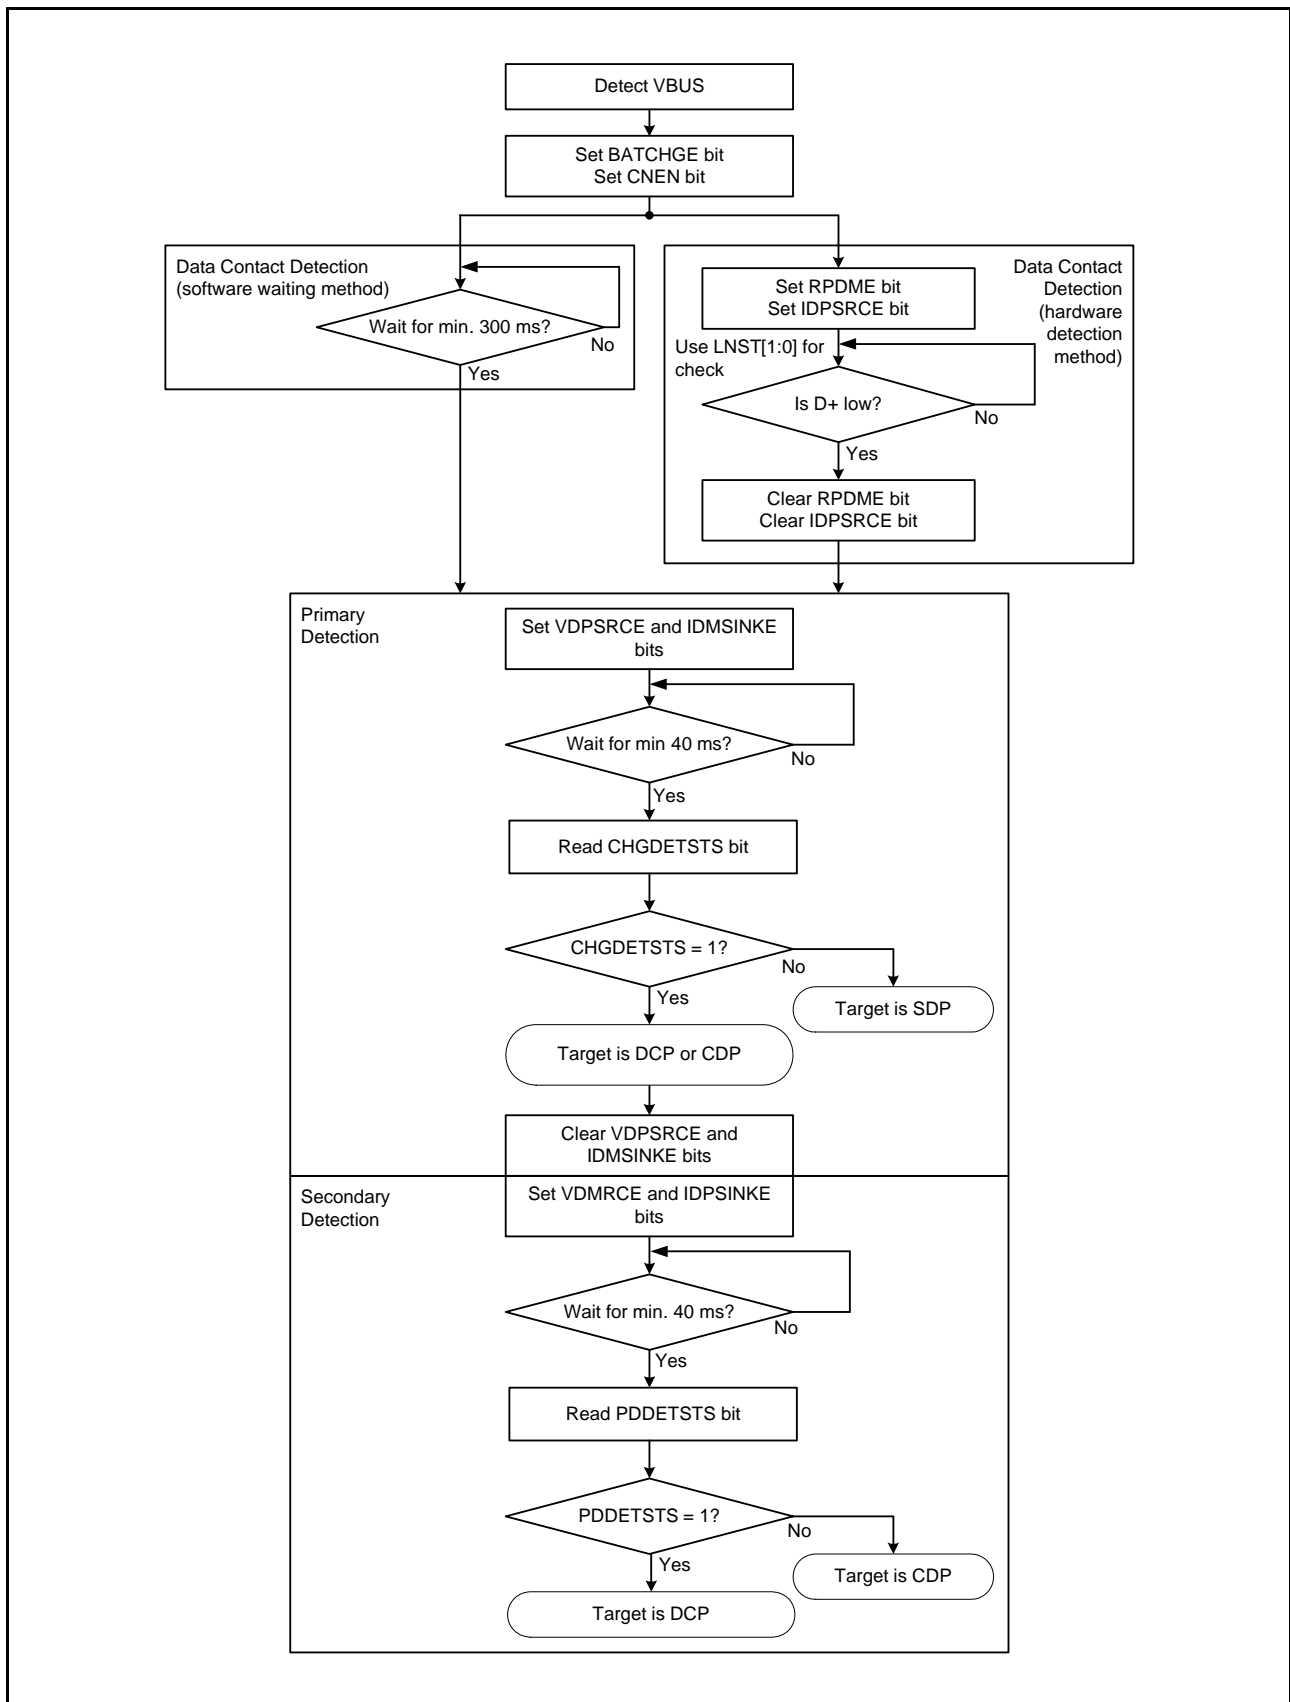 Detect VBUS
Set BATCHGE bit
Set CNEN bit
Data Contact Detection
(software waiting method)
Wait for min. 300 ms?
No
Yes
Data Contact
Detection
(hardware
detection
method)
Set RPDME bit
Set IDPSRCE bit
Use LNST[1:0] for
check
Is D+ low?
No
Yes
Clear RPDME bit
Clear IDPSRCE bit
Primary
Detection
Set VDPSRCE and IDMSINKE
bits
Wait for min 40 ms?
No
Yes
Read CHGDETSTS bit
CHGDETSTS = 1?
No
Yes
Target is SDP
Target is DCP or CDP
Clear VDPSRCE and
IDMSINKE bits
Secondary
Detection
Set VDMRCE and IDPSINKE
bits
Wait for min. 40 ms?
No
Yes
Read PDDETSTS bit
PDDETSTS = 1?
No
Yes
Target is CDP
Target is DCP